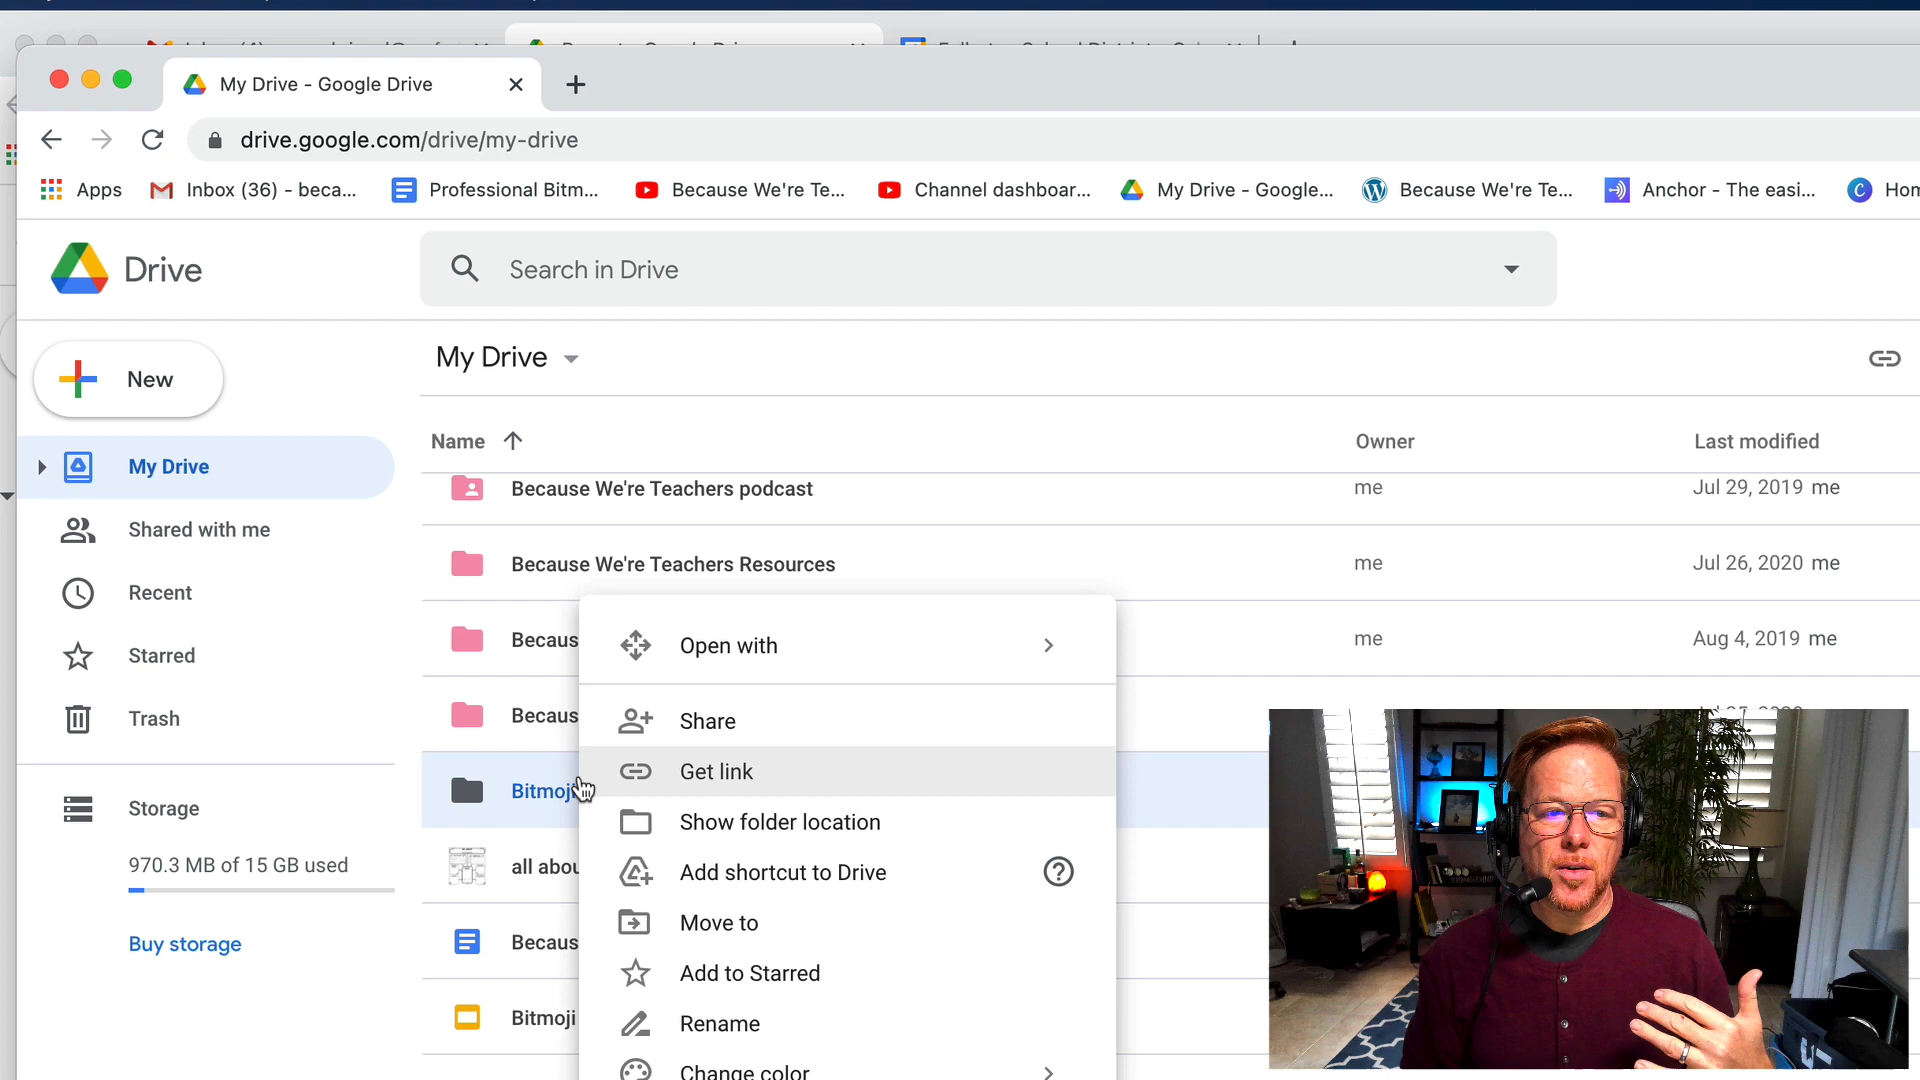 My Drive - Google Drive
drive.google.com/drive/my-drive
Apps
Inbox (36) - beca...
Professional Bitm...
Because We're Te...
Channel dashboar...
My Drive - Google...
Because We're Te...
Anchor - The easi...
Hom
Drive
Search in Drive
New
My Drive
Name
Owner
Last modified
My Drive
Because We're Teachers podcast
me
Jul 29, 2019 me
Shared with me
Because We're Teachers Resources
me
Jul 26, 2020 me
Recent
Becaus
me
Aug 4, 2019 me
Starred
Becaus
Trash
Bitmoji
Storage
970.3 MB of 15 GB used
all abou
Buy storage
Becaus
Bitmoji
Open with
Share
Get link
Show folder location
Add shortcut to Drive
Move to
Add to Starred
Rename
Change color